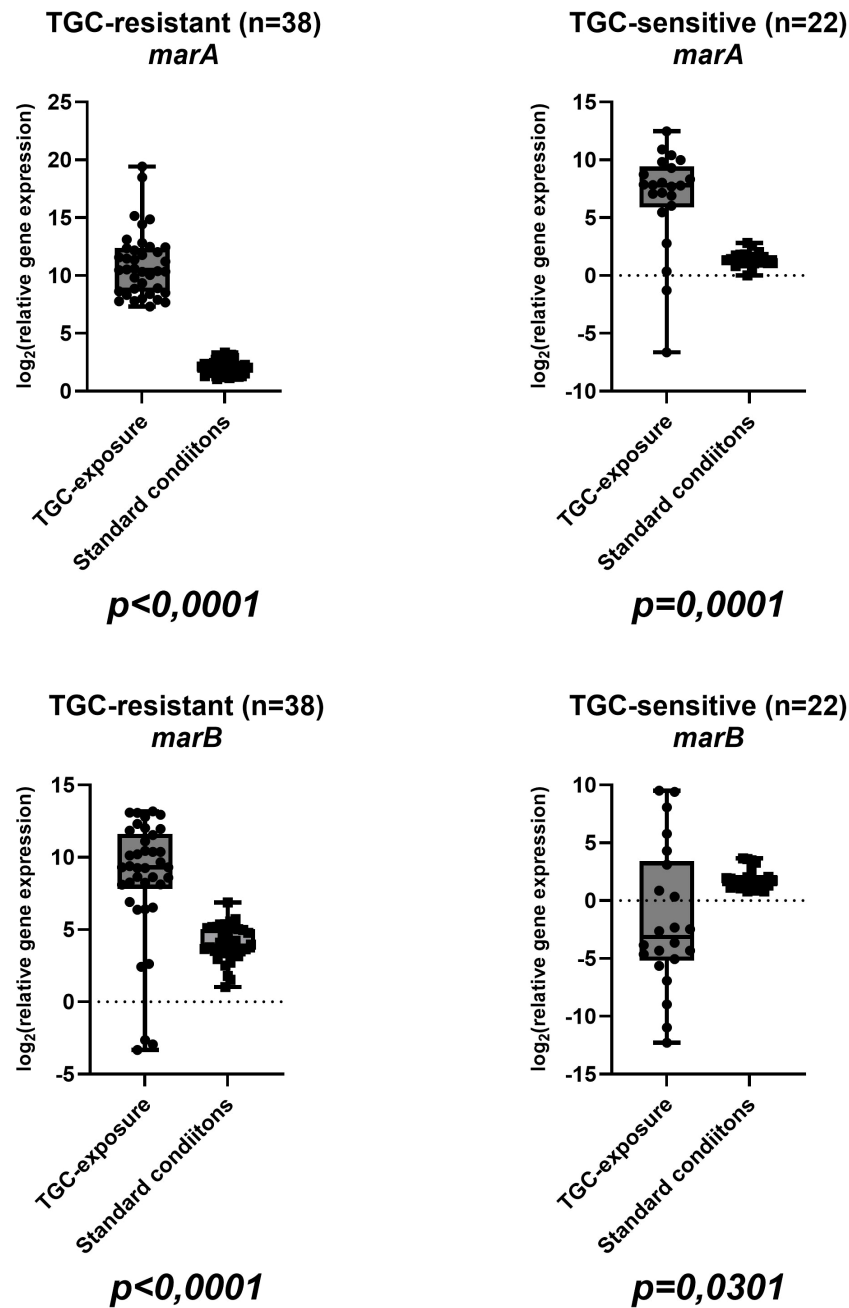 TGC-resistant (n=38)
marA
log₂(relative gene expression)
25
20
15
10
5
0
TGC-exposure
Standard condiitons
p<0,0001
TGC-sensitive (n=22)
marA
log₂(relative gene expression)
15
10
5
0
-5
-10
TGC-exposure
Standard condiitons
p=0,0001
TGC-resistant (n=38)
marB
log₂(relative gene expression)
15
10
5
0
-5
TGC-exposure
Standard condiitons
p<0,0001
TGC-sensitive (n=22)
marB
log₂(relative gene expression)
10
5
0
-5
-10
-15
TGC-exposure
Standard condiitons
p=0,0301